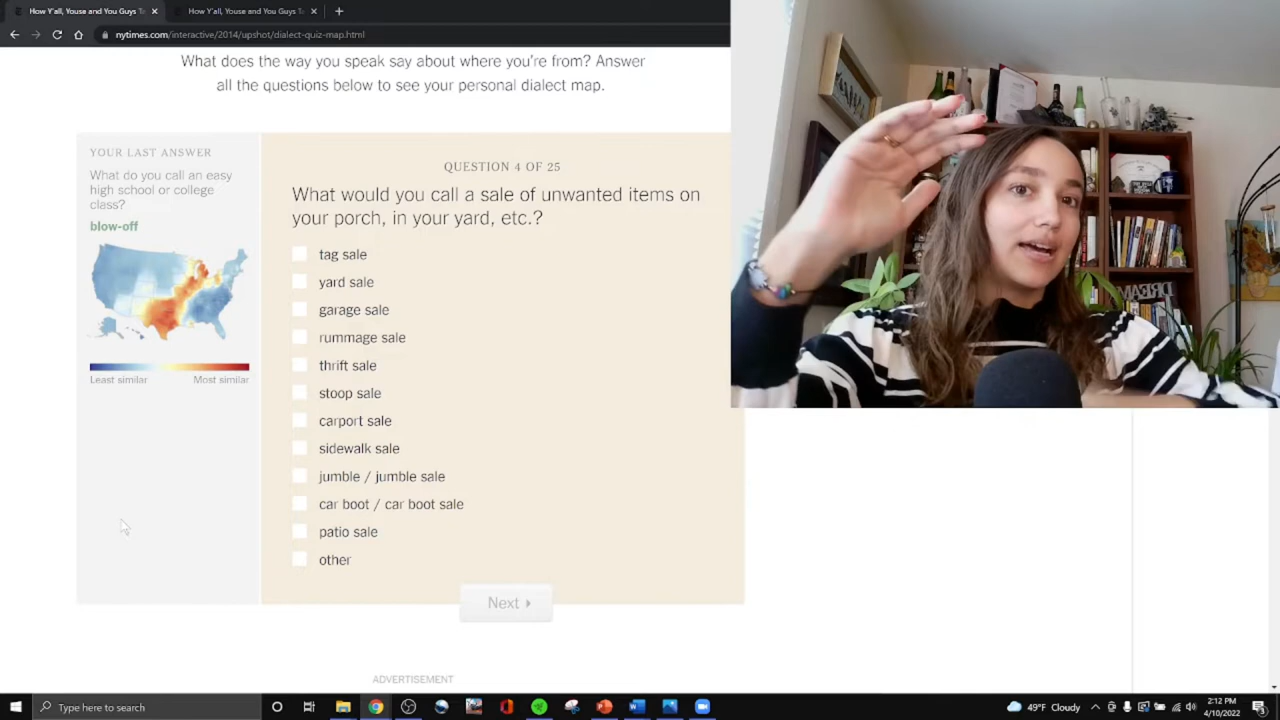 How Y'all, Youse and You Guys T
How Y'all, Youse and You Guys T
nytimes.com/interactive/2014/upshot/dialect-quiz-map.html
What does the way you speak say about where you're from? Answer
all the questions below to see your personal dialect map.
YOUR LAST ANSWER
What do you call an easy
high school or college
class?
blow-off
Least similar
Most similar
QUESTION 4 OF 25
What would you call a sale of unwanted items on
your porch, in your yard, etc.?
tag sale
yard sale
garage sale
rummage sale
thrift sale
stoop sale
carport sale
sidewalk sale
jumble / jumble sale
car boot / car boot sale
patio sale
other
Next
ADVERTISEMENT
DREAM
Type here to search
49°F Cloudy
2:12 PM
4/10/2022